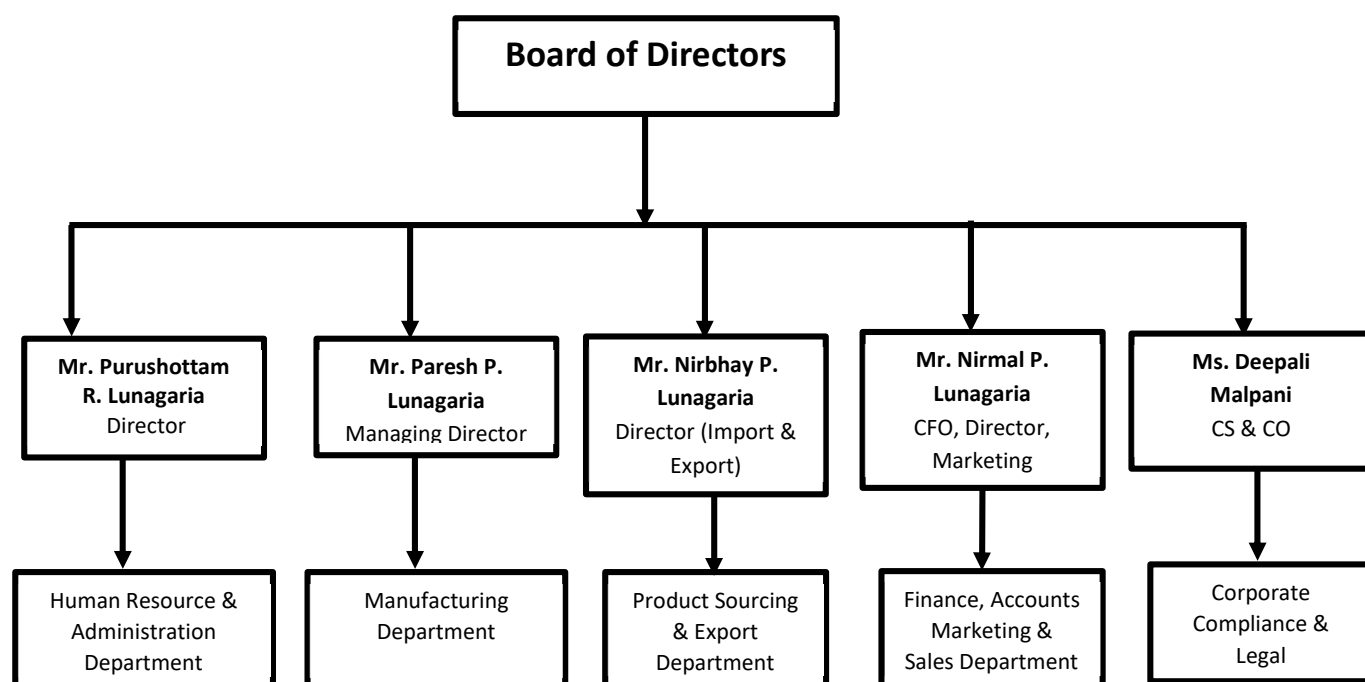 Board of Directors
Mr. Purushottam
R. Lunagaria
Director
Mr. Paresh P.
Lunagaria
Managing Director
Mr. Nirbhay P.
Lunagaria
Director (Import &
Export)
Mr. Nirmal P.
Lunagaria
CFO, Director,
Marketing
Ms. Deepali
Malpani
CS & CO
Human Resource &
Administration
Department
Manufacturing
Department
Product Sourcing
& Export
Department
Finance, Accounts
Marketing &
Sales Department
Corporate
Compliance &
Legal